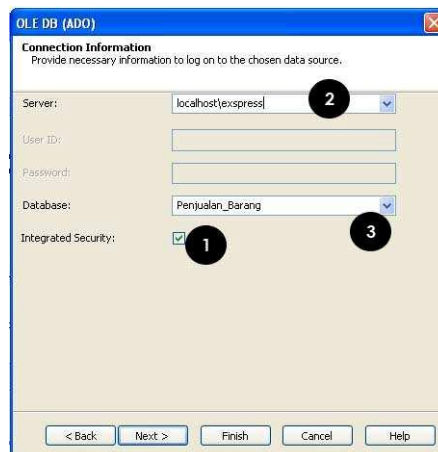 OLE DB (ADO)
Connection Information
Provide necessary information to log on to the chosen data source.
Server: localhost\exspress 2
User ID:
Password:
Database: Penjualan_Barang
Integrated Security: 1 3
< Back Next > Finish Cancel Help